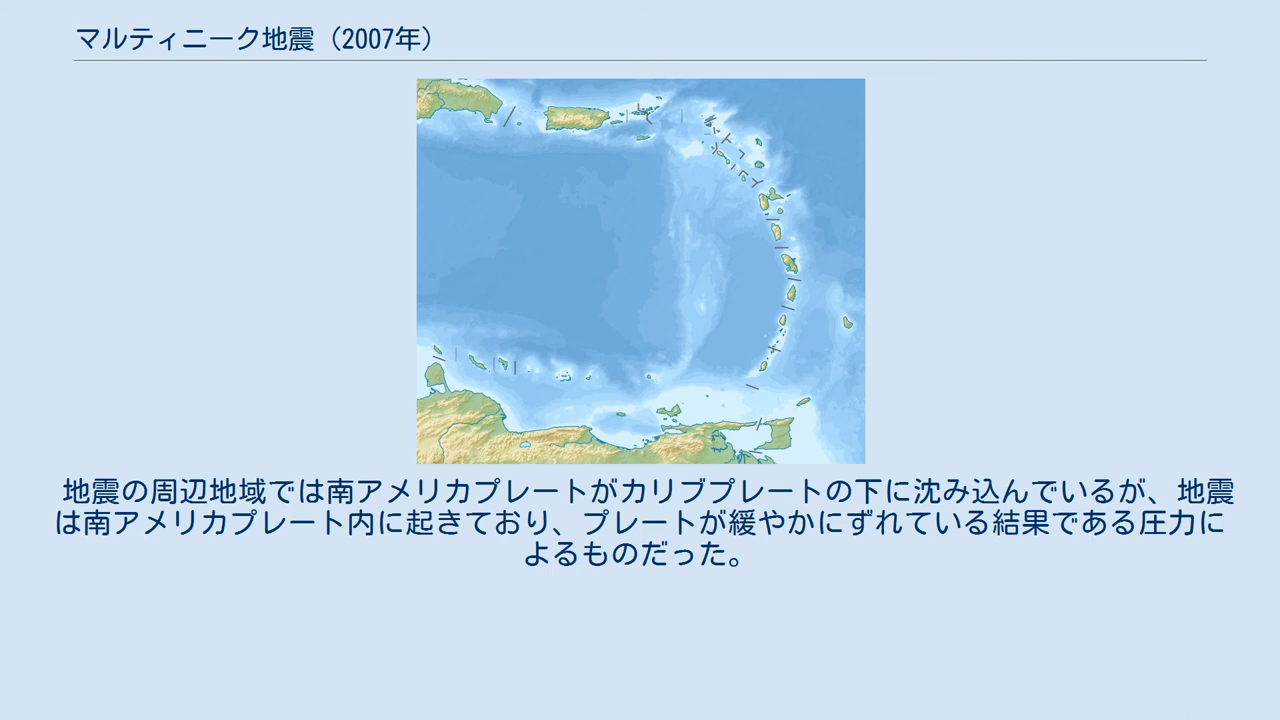 マルティニーク地震（2007年）
地震の周辺地域では南アメリカプレートがカリブプレートの下に沈み込んでいるが、地震
は南アメリカプレート内に起きており、プレートが緩やかにずれている結果である圧力に
よるものだった。